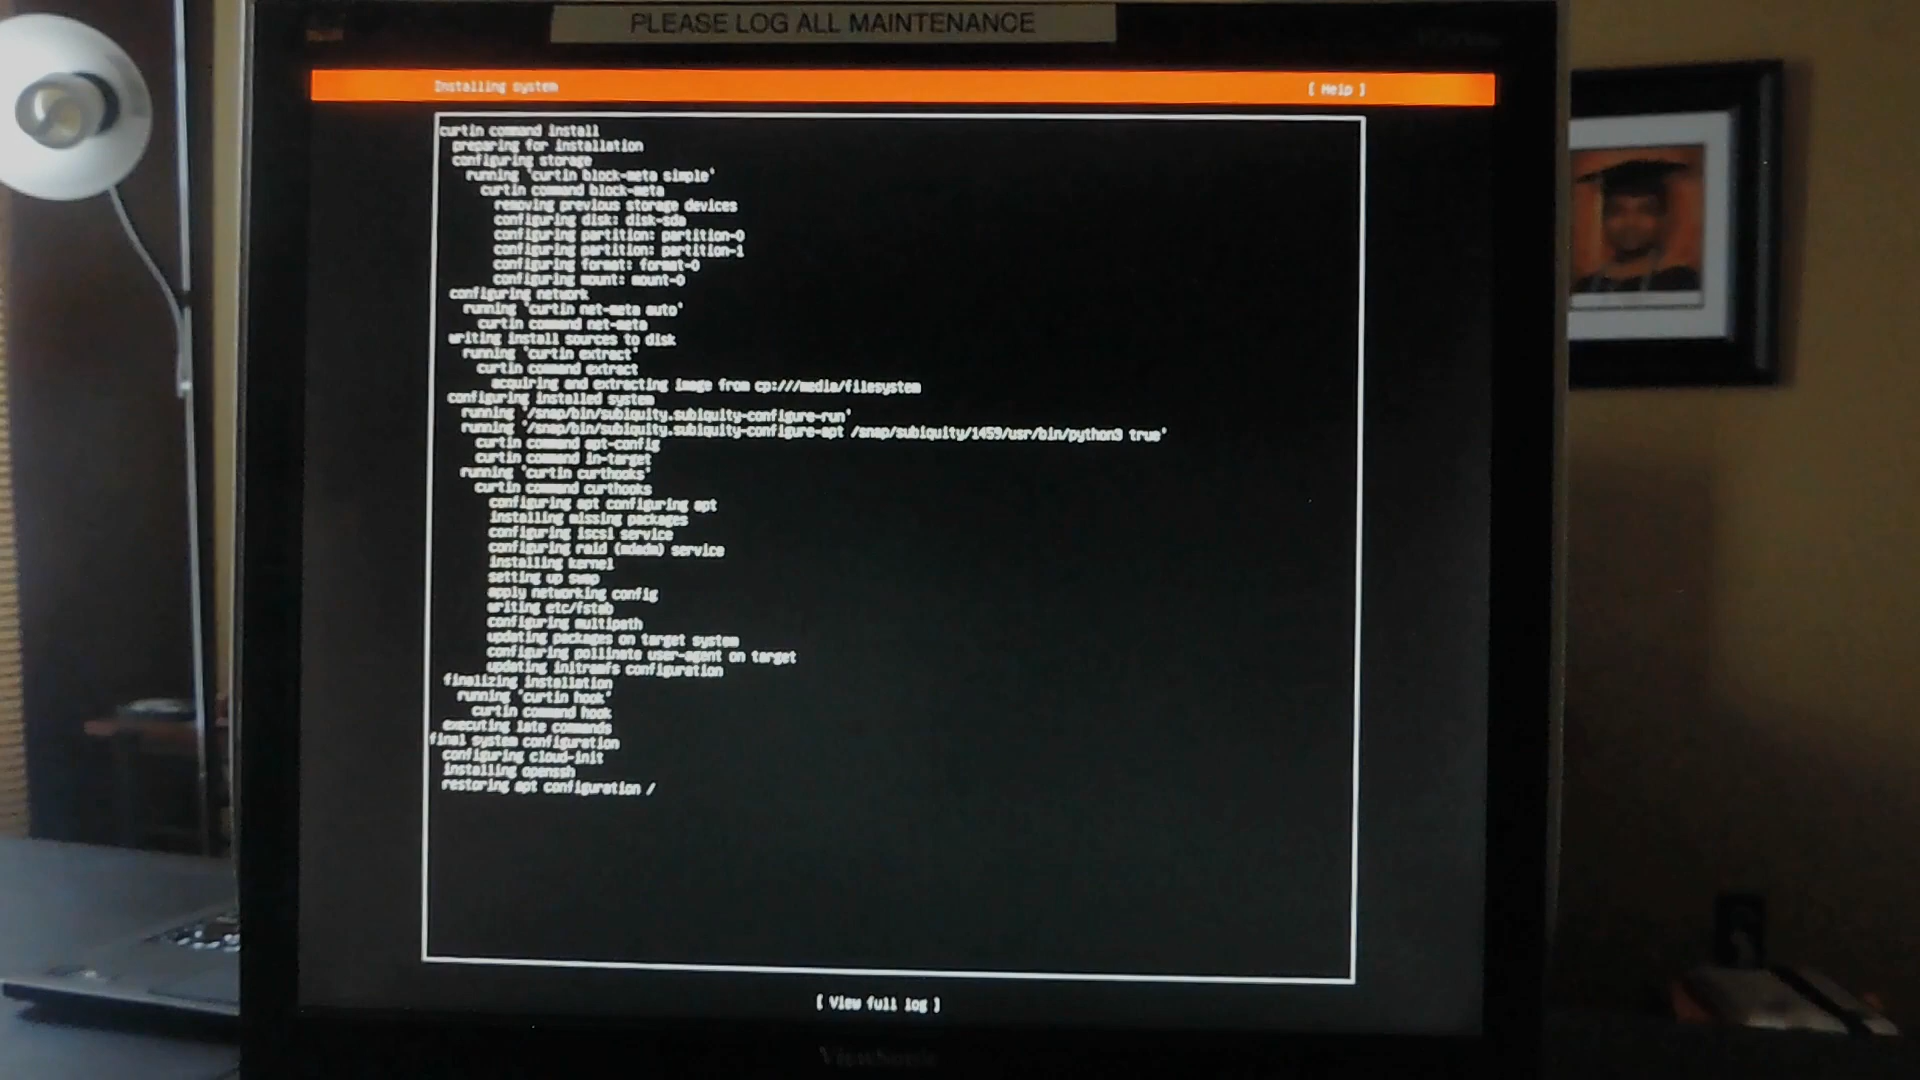 PLEASE LOG ALL MAINTENANCE
Installing system [ Help ]
curtin command install
preparing for installation
configuring storage
running 'curtin block-meta simple'
curtin command block-meta
removing previous storage devices
configuring disk: disk-sda
configuring partition: partition-0
configuring partition: partition-1
configuring format: format-0
configuring mount: mount-0
configuring network
running 'curtin net-meta auto'
curtin command net-meta
writing install sources to disk
running 'curtin extract'
curtin command extract
acquiring and extracting image from cp:///media/filesystem
configuring installed system
running '/snap/bin/subiquity.subiquity-configure-run'
running '/snap/bin/subiquity.subiquity-configure-apt /snap/subiquity/1459/usr/bin/python3 true'
curtin command apt-config
curtin command in-target
running 'curtin curthooks'
curtin command curthooks
configuring apt configuring apt
installing missing packages
configuring iscsi service
configuring raid (mdadm) service
installing kernel
setting up swap
apply networking config
writing etc/fstab
configuring multipath
updating packages on target system
configuring pollinate user-agent on target
updating initramfs configuration
finalizing installation
running 'curtin hook'
curtin command hook
executing late commands
final system configuration
configuring cloud-init
installing openssh
restoring apt configuration /
[ View full log ]
ViewSonic